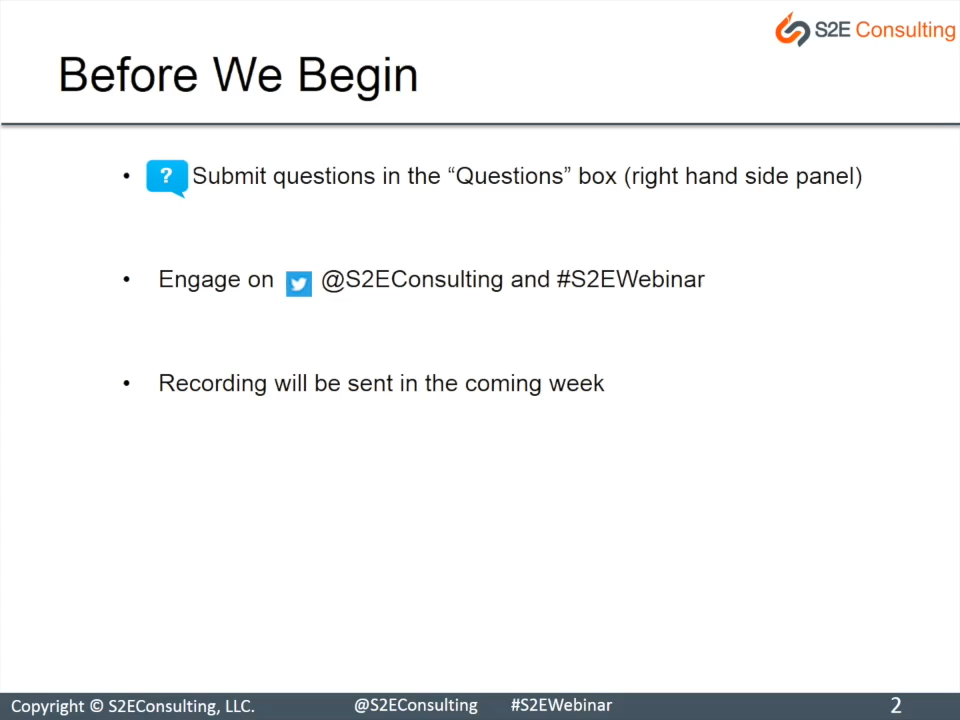 S2E Consulting
Before We Begin
• ? Submit questions in the “Questions” box (right hand side panel)
• Engage on @S2EConsulting and #S2EWebinar
• Recording will be sent in the coming week
Copyright © S2EConsulting, LLC. @S2EConsulting #S2EWebinar 2